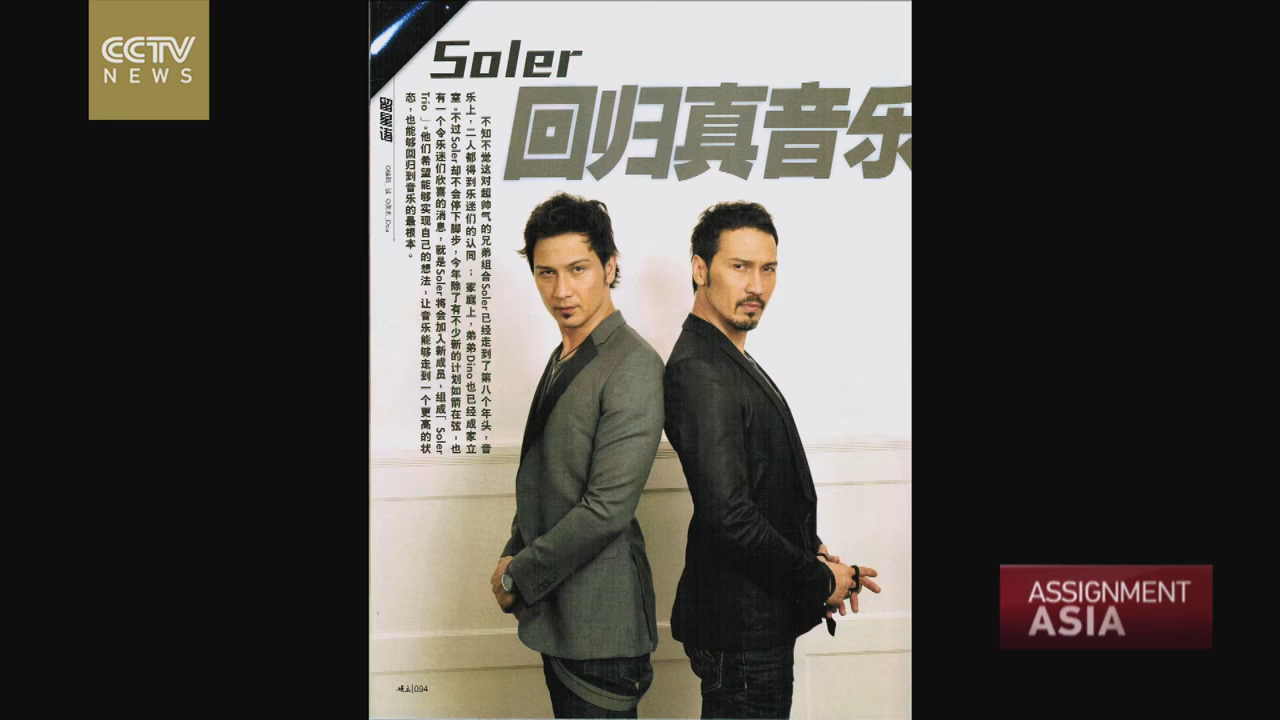 CCTV
NEWS
Soler
回归真音乐
不知不觉这对超帅气的兄弟组合Soler已经走到了第八个年头，音
乐上，二人都得到乐迷们的认同；家庭上，弟弟Dino也已经成家立
室。不过Soler却不会停下脚步，今年除了有不少新的计划如箭在弦，也
有一个令乐迷们欣喜的消息，就是Soler将会加入新成员，组成「Soler
Trio」。他们希望能够实现自己的想法，让音乐能够走到一个更高的状
态，也能够回归到音乐的最根本。
ASSIGNMENT
ASIA
|094